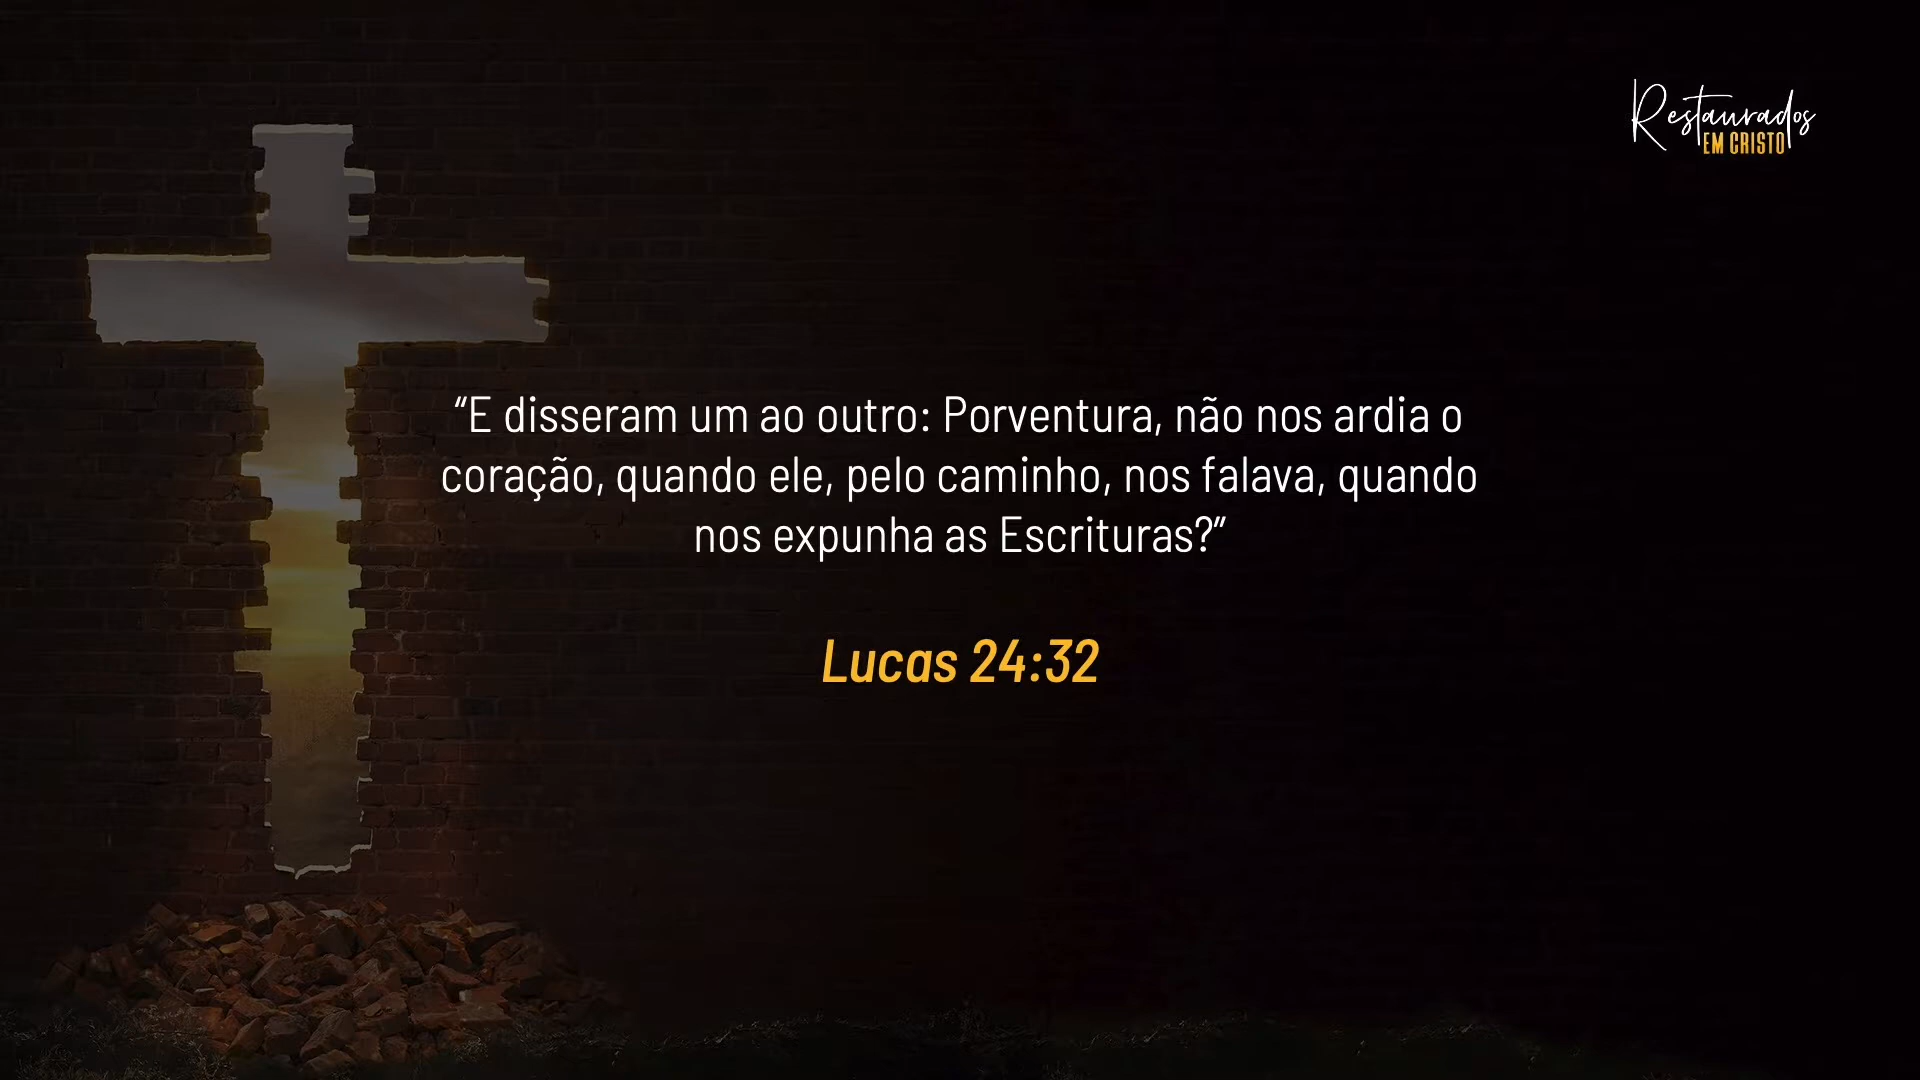 Restaurados
EM CRISTO
“E disseram um ao outro: Porventura, não nos ardia o
coração, quando ele, pelo caminho, nos falava, quando
nos expunha as Escrituras?”
Lucas 24:32